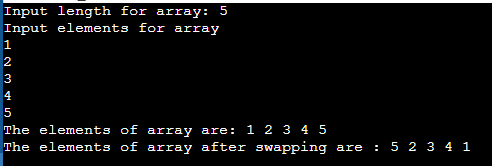 Input length for array: 5
Input elements for array
1
2
3
4
5
The elements of array are: 1 2 3 4 5
The elements of array after swapping are : 5 2 3 4 1